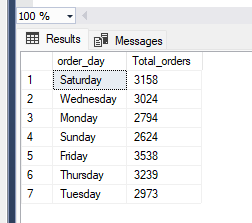 100 %
Results Messages
order_day Total_orders
1 Saturday 3158
2 Wednesday 3024
3 Monday 2794
4 Sunday 2624
5 Friday 3538
6 Thursday 3239
7 Tuesday 2973